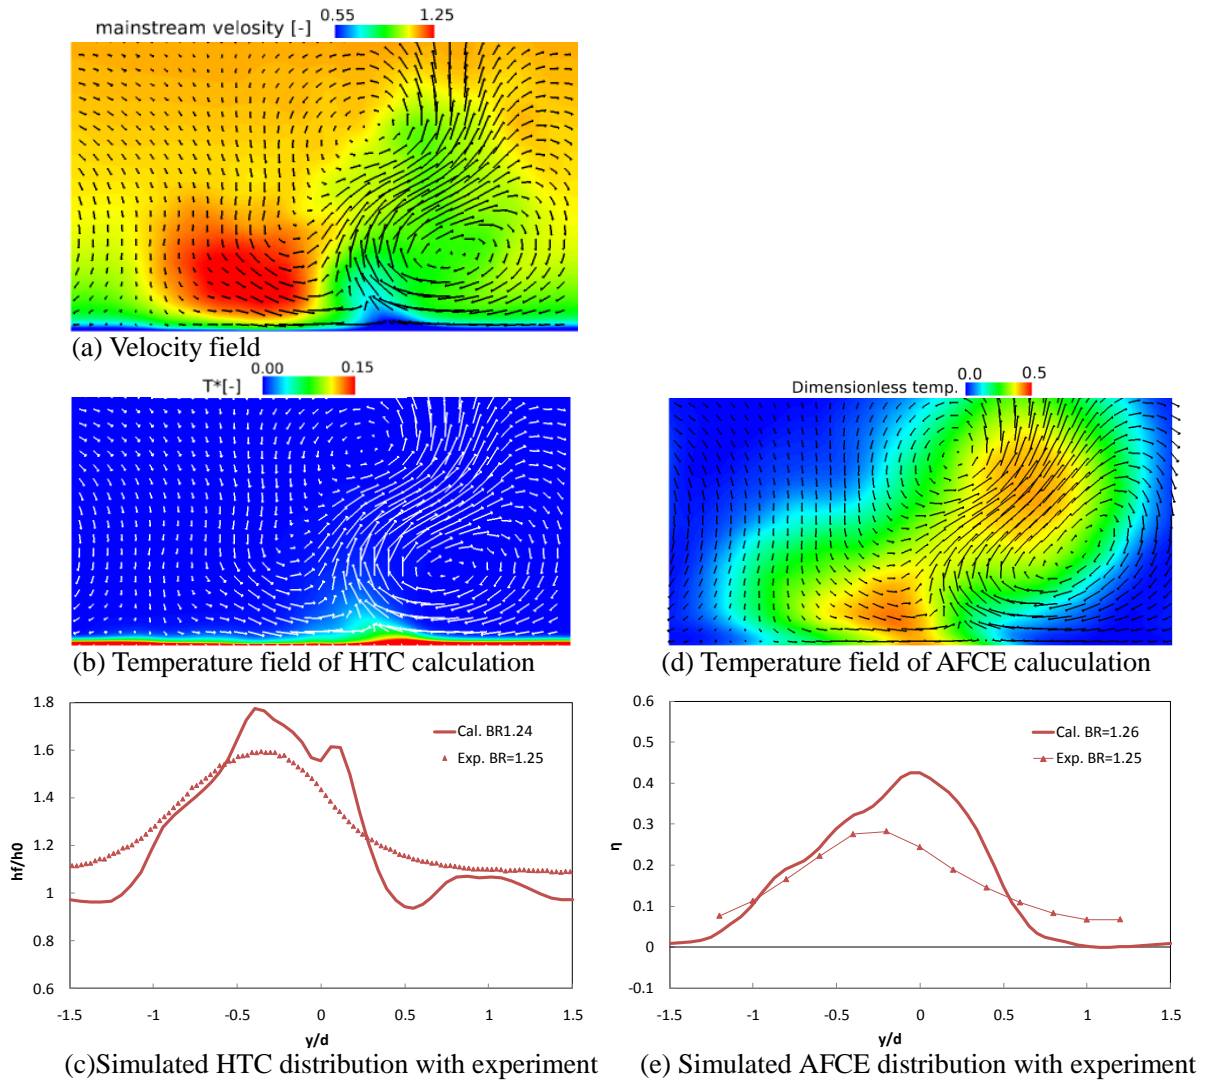 mainstream velosity [-]
0.55 1.25
(a) Velocity field
T*[-]
0.00 0.15
(b) Temperature field of HTC calculation
Dimensionless temp.
0.0 0.5
(d) Temperature field of AFCE caluculation
1.8
1.6
1.4
1.2
1
0.8
0.6
hf/h0
Cal. BR1.24
Exp. BR=1.25
-1.5 -1 -0.5 0 0.5 1 1.5
y/d
(c)Simulated HTC distribution with experiment
0.6
0.5
0.4
0.3
0.2
0.1
0
-0.1
η
Cal. BR=1.26
Exp. BR=1.25
-1.5 -1 -0.5 0 0.5 1 1.5
y/d
(e) Simulated AFCE distribution with experiment